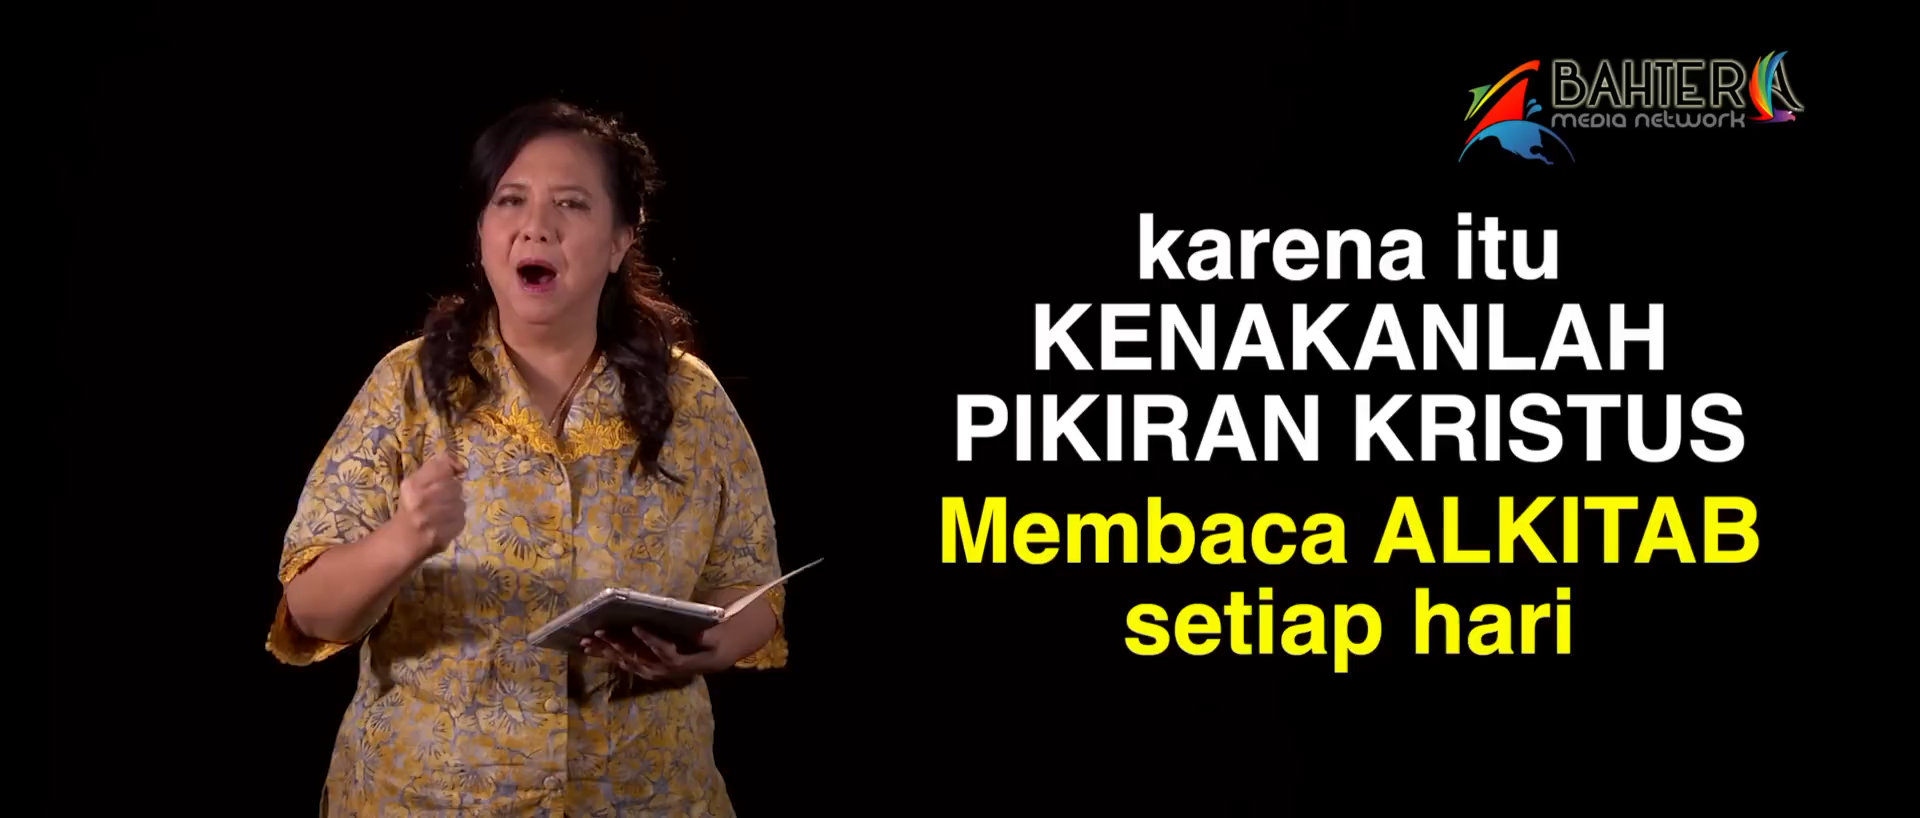 BAHTERA
MEDIA NETWORK
karena itu
KENAKANLAH
PIKIRAN KRISTUS
Membaca ALKITAB
setiap hari